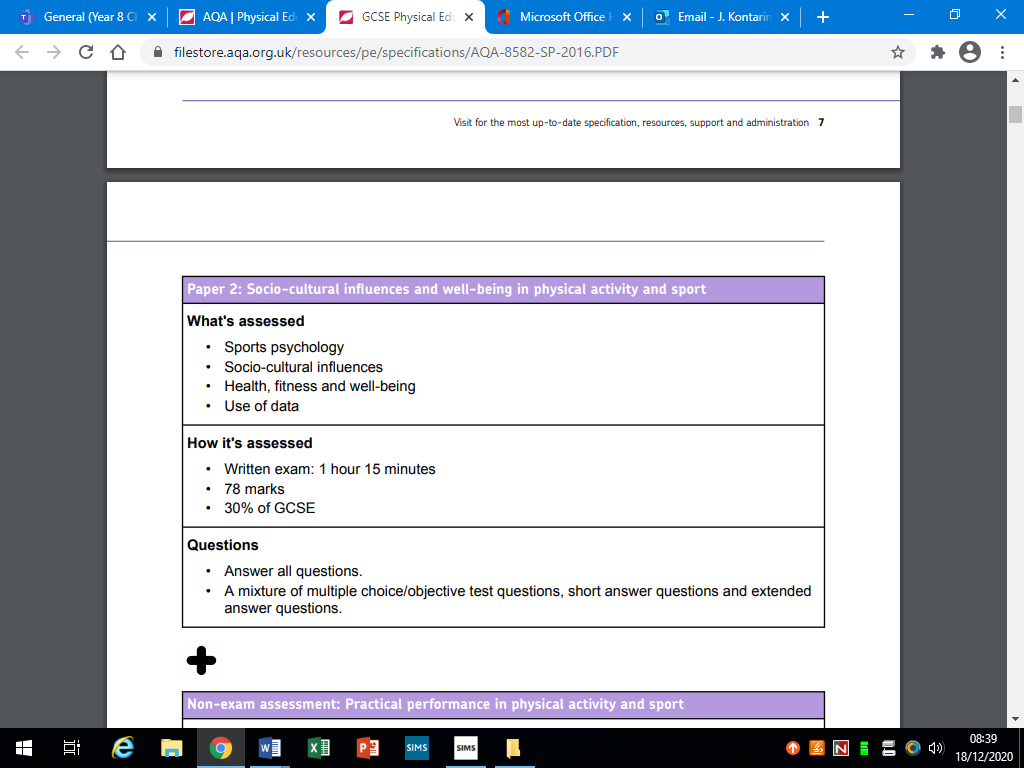 General (Year 8 C
AQA | Physical Edu
GCSE Physical Edu
Microsoft Office H
Email - J. Kontarin
filestore.aqa.org.uk/resources/pe/specifications/AQA-8582-SP-2016.PDF
Visit for the most up-to-date specification, resources, support and administration 7
Paper 2: Socio-cultural influences and well-being in physical activity and sport
What's assessed
• Sports psychology
• Socio-cultural influences
• Health, fitness and well-being
• Use of data
How it's assessed
• Written exam: 1 hour 15 minutes
• 78 marks
• 30% of GCSE
Questions
• Answer all questions.
• A mixture of multiple choice/objective test questions, short answer questions and extended
answer questions.
Non-exam assessment: Practical performance in physical activity and sport
SIMS
SIMS
08:39
18/12/2020